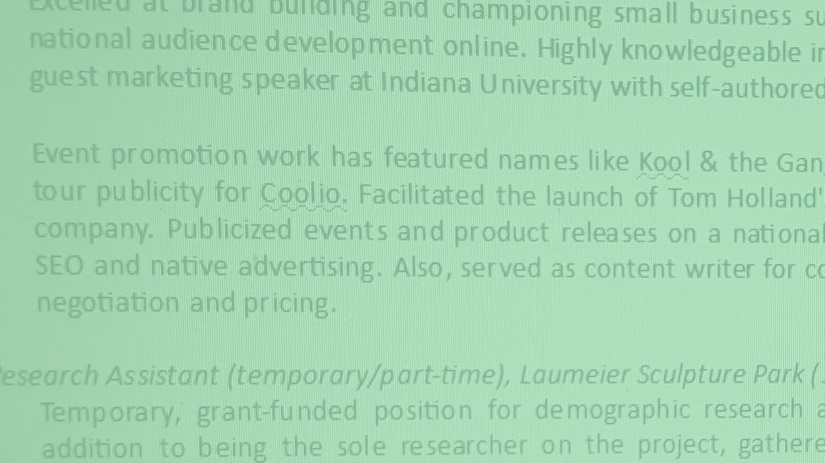 Excelled at brand building and championing small business su
national audience development online. Highly knowledgeable in
guest marketing speaker at Indiana University with self-authored
Event promotion work has featured names like Kool & the Gan
tour publicity for Coolio. Facilitated the launch of Tom Holland'
company. Publicized events and product releases on a national
SEO and native advertising. Also, served as content writer for co
negotiation and pricing.
esearch Assistant (temporary/part-time), Laumeier Sculpture Park (
Temporary, grant-funded position for demographic research a
addition to being the sole researcher on the project, gathere